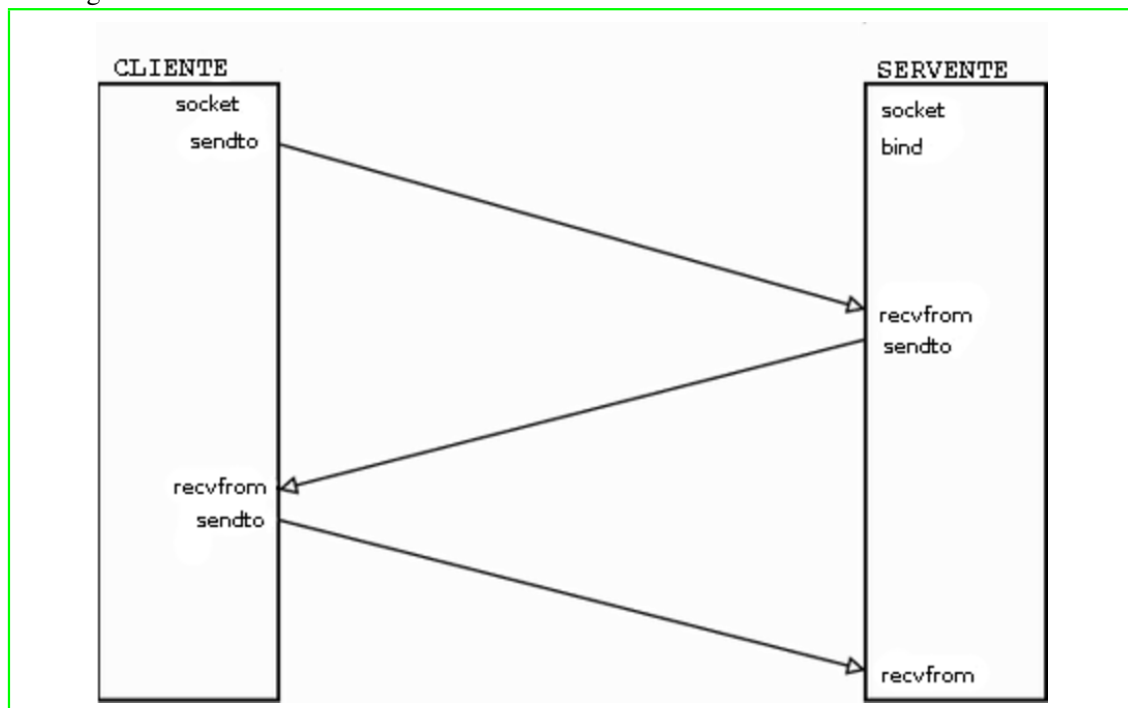 CLIENTE
socket
sendto
recvfrom
sendto
SERVENTE
socket
bind
recvfrom
sendto
recvfrom